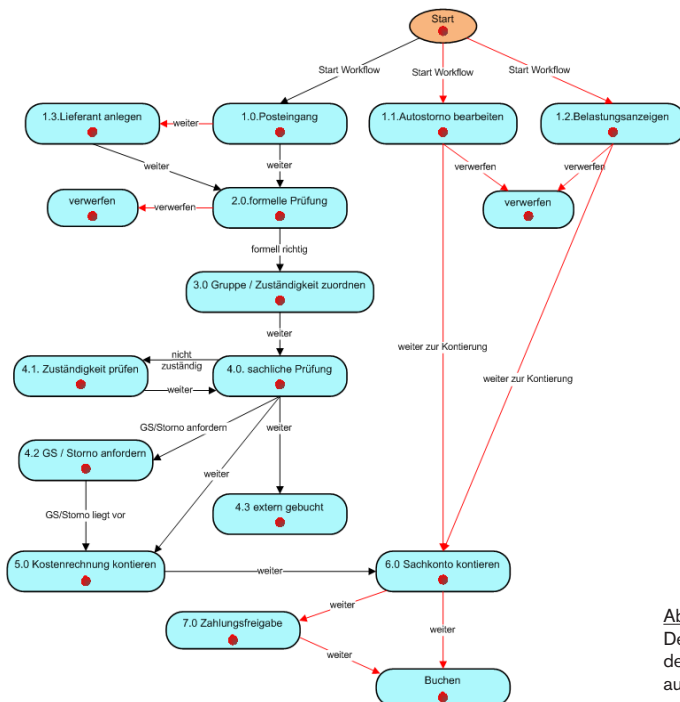 Start
Start Workflow
Start Workflow
Start Workflow
1.3.Lieferant anlegen
weiter
1.0.Posteingang
1.1.Autostorno bearbeiten
1.2.Belastungsanzeigen
weiter
weiter
verwerfen
verwerfen
verwerfen
verwerfen
2.0.formelle Prüfung
verwerfen
formell richtig
3.0 Gruppe / Zuständigkeit zuordnen
weiter
weiter zur Kontierung
nicht
zuständig
4.1. Zuständigkeit prüfen
4.0. sachliche Prüfung
weiter
weiter zur Kontierung
GS/Storno anfordern
weiter
4.2 GS / Storno anfordern
weiter
4.3 extern gebucht
GS/Storno liegt vor
5.0 Kostenrechnung kontieren
weiter
6.0 Sachkonto kontieren
weiter
7.0 Zahlungsfreigabe
weiter
weiter
Buchen
Ab
De
de
au